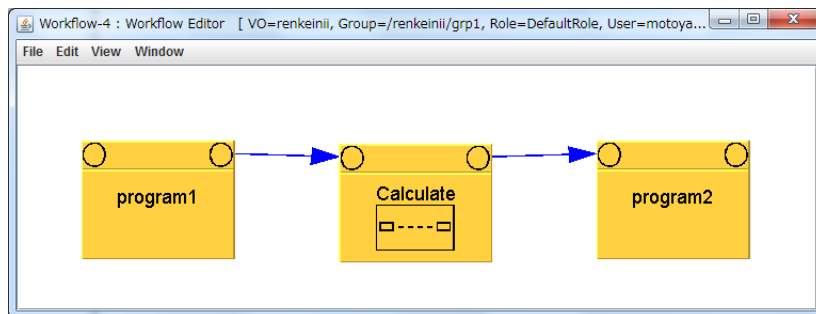 Workflow-4 : Workflow Editor [ VO=renkeinii, Group=/renkeinii/grp1, Role=DefaultRole, User=motoya...
File Edit View Window
program1
Calculate
program2